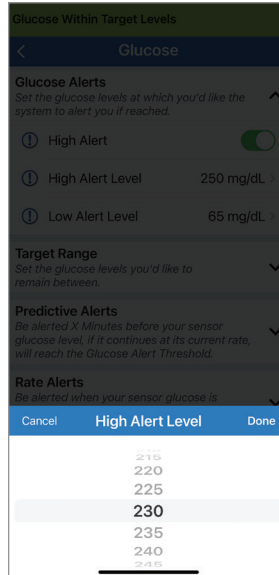 Glucose Within Target Levels
Glucose
Glucose Alerts
Set the glucose levels at which you'd like the
system to alert you if reached.
High Alert
High Alert Level 250 mg/dL
Low Alert Level 65 mg/dL
Target Range
Set the glucose levels you'd like to
remain between.
Predictive Alerts
Be alerted X Minutes before your sensor
glucose level, if it continues at its current rate,
will reach the Glucose Alert Threshold.
Rate Alerts
Be alerted when your sensor glucose is
Cancel High Alert Level Done
215
220
225
230
235
240
245